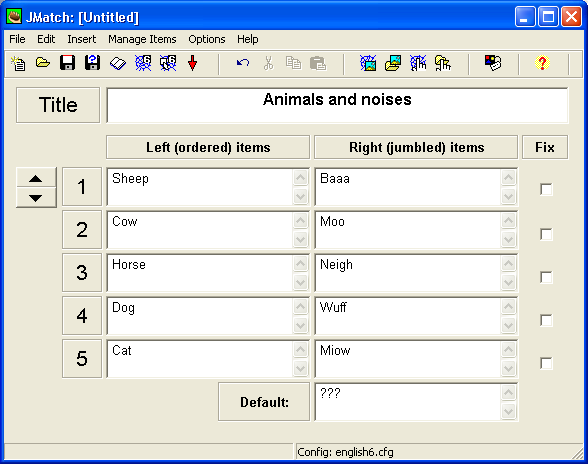 JMatch: [Untitled]
File Edit Insert Manage Items Options Help
?
Title Animals and noises
Left (ordered) items Right (jumbled) items Fix
1 Sheep Baaa
2 Cow Moo
3 Horse Neigh
4 Dog Wuff
5 Cat Miow
Default: ???
Config: english6.cfg